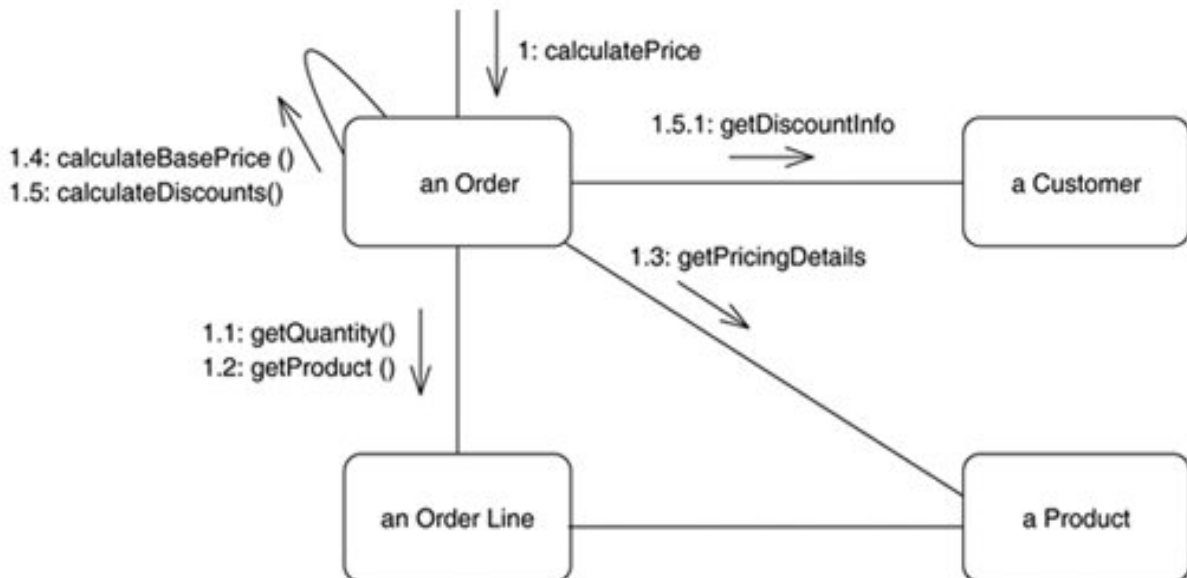 1: calculatePrice
1.5.1: getDiscountInfo
1.4: calculateBasePrice ()
1.5: calculateDiscounts()
an Order
a Customer
1.3: getPricingDetails
1.1: getQuantity()
1.2: getProduct ()
an Order Line
a Product